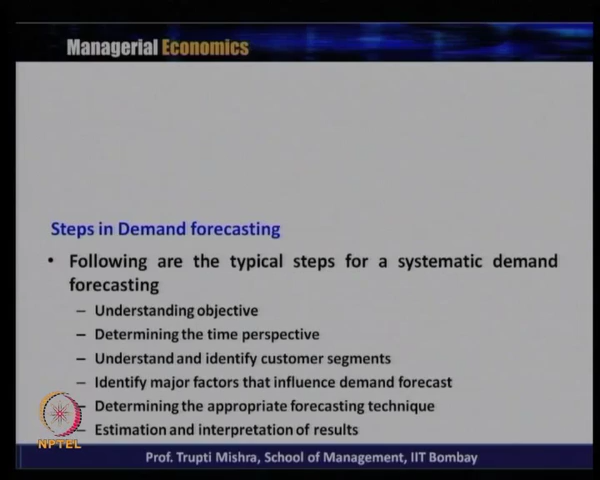 Managerial Economics
Steps in Demand forecasting
• Following are the typical steps for a systematic demand
forecasting
– Understanding objective
– Determining the time perspective
– Understand and identify customer segments
– Identify major factors that influence demand forecast
– Determining the appropriate forecasting technique
– Estimation and interpretation of results
NPTEL
Prof. Trupti Mishra, School of Management, IIT Bombay